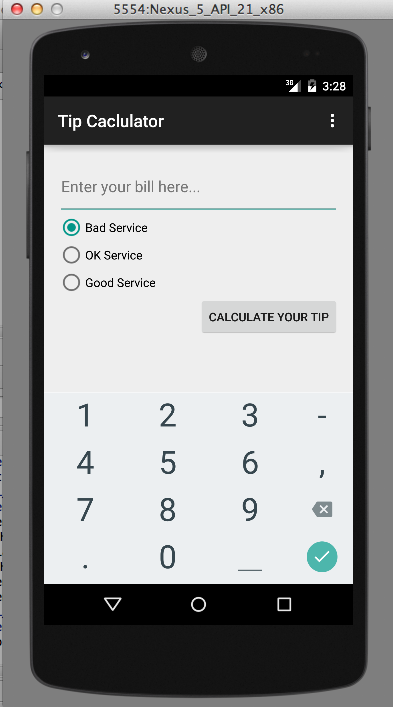 5554:Nexus_5_API_21_x86
3G 3:28
Tip Caclulator
Enter your bill here...
Bad Service
OK Service
Good Service
CALCULATE YOUR TIP
1 2 3 -
4 5 6 ,
7 8 9
. 0 _